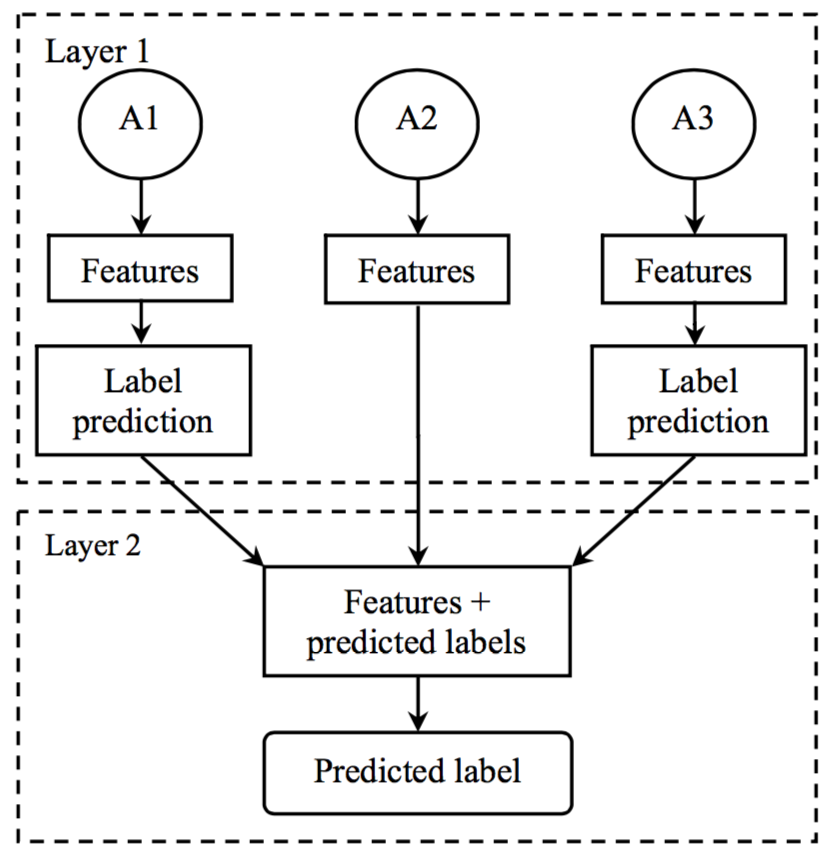 Layer 1
A1
A2
A3
Features
Features
Features
Label
prediction
Label
prediction
Layer 2
Features +
predicted labels
Predicted label